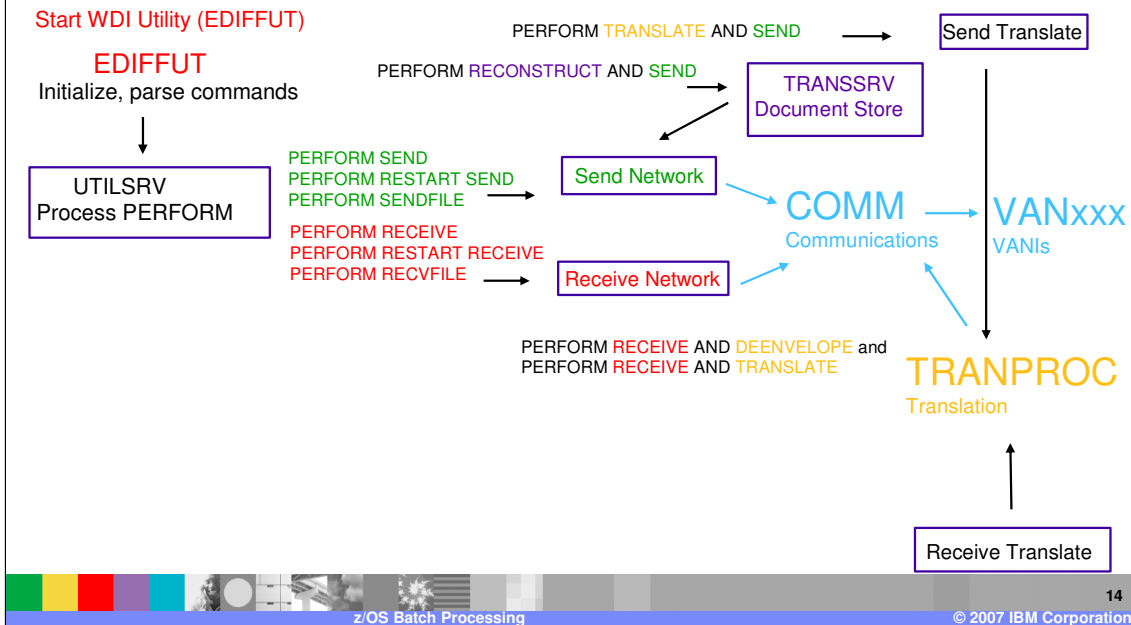 Start WDI Utility (EDIFFUT)
EDIFFUT
Initialize, parse commands
UTILSRV
Process PERFORM
PERFORM TRANSLATE AND SEND
Send Translate
PERFORM RECONSTRUCT AND SEND
TRANSSRV
Document Store
PERFORM SEND
PERFORM RESTART SEND
PERFORM SENDFILE
Send Network
PERFORM RECEIVE
PERFORM RESTART RECEIVE
PERFORM RECVFILE
Receive Network
COMM
Communications
VANxxx
VANIs
PERFORM RECEIVE AND DEENVELOPE and
PERFORM RECEIVE AND TRANSLATE
TRANPROC
Translation
Receive Translate
14
z/OS Batch Processing
© 2007 IBM Corporation